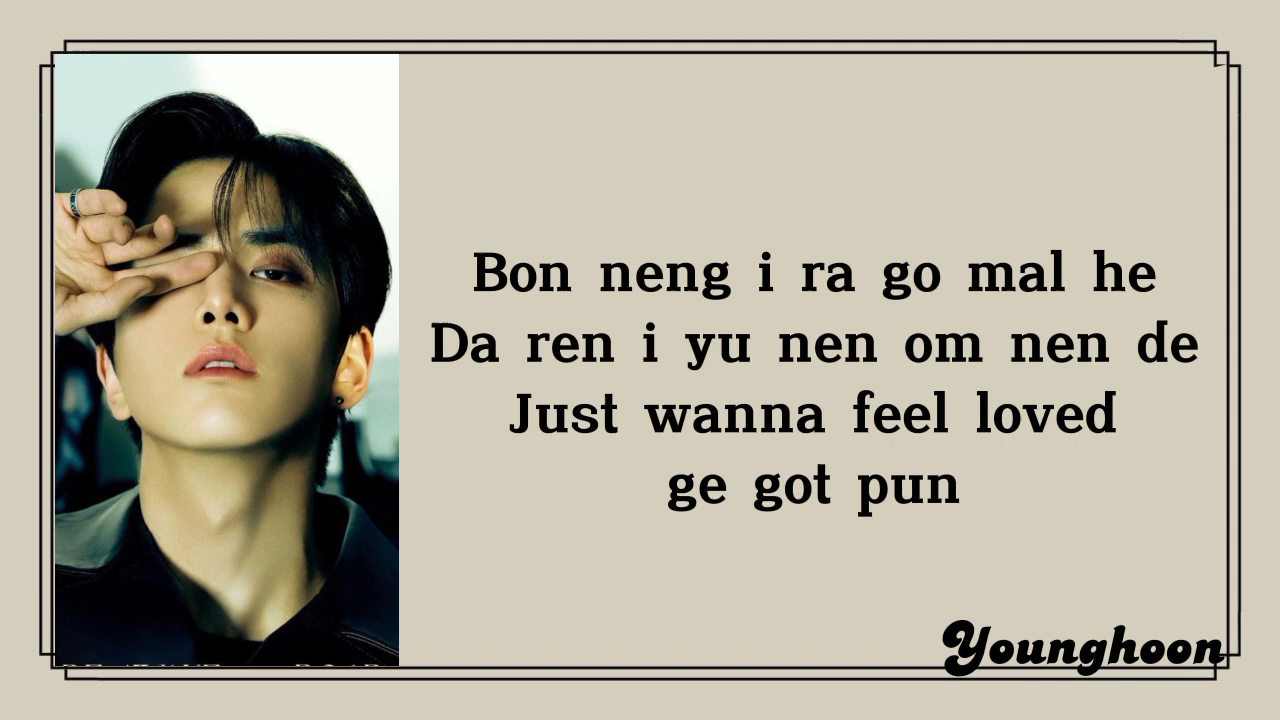 Bon neng i ra go mal he
Da ren i yu nen om nen de
Just wanna feel loved
ge got pun
Younghoon